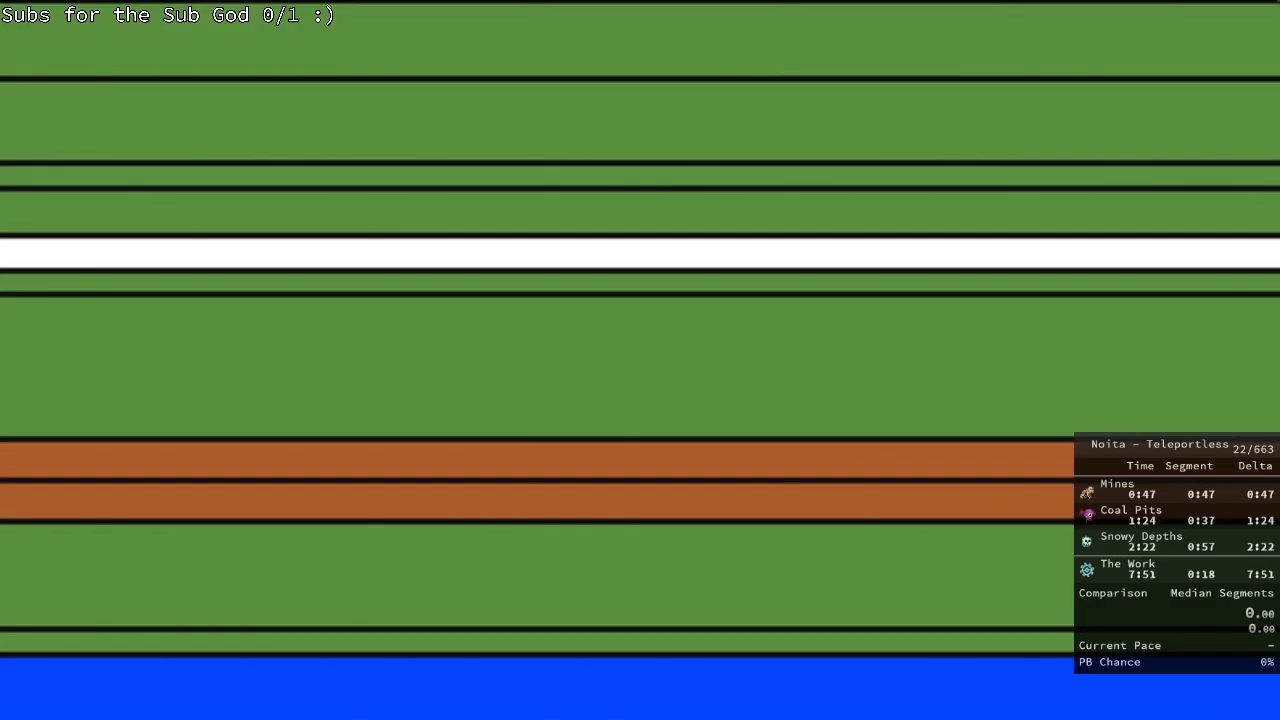 Subs for the Sub God 0/1 :)
Noita - Teleportless 22/663
Time Segment Delta
Mines
0:47 0:47 0:47
Coal Pits
1:24 0:37 1:24
Snowy Depths
2:22 0:57 2:22
The Work
7:51 0:18 7:51
Comparison Median Segments
0.00
0.00
Current Pace -
PB Chance 0%